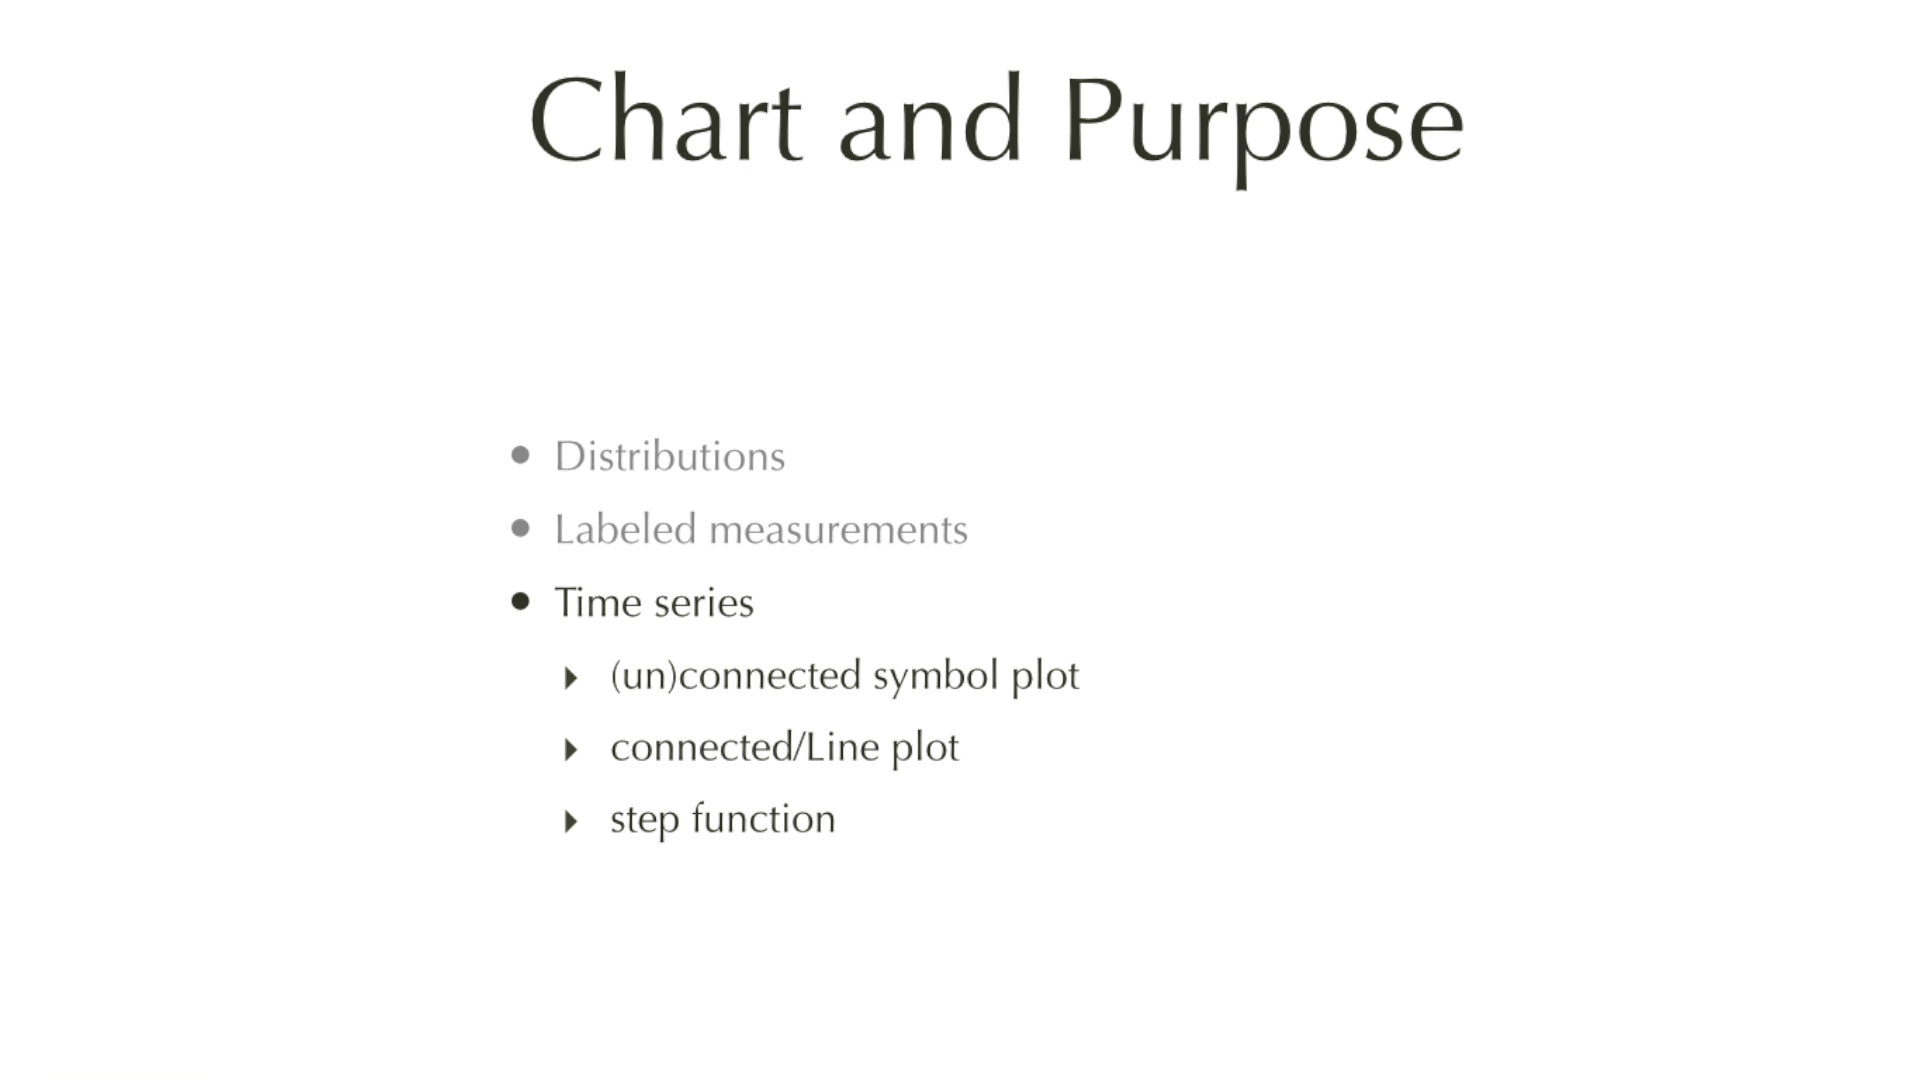 Chart and Purpose
• Distributions
• Labeled measurements
• Time series
‣ (un)connected symbol plot
‣ connected/Line plot
‣ step function